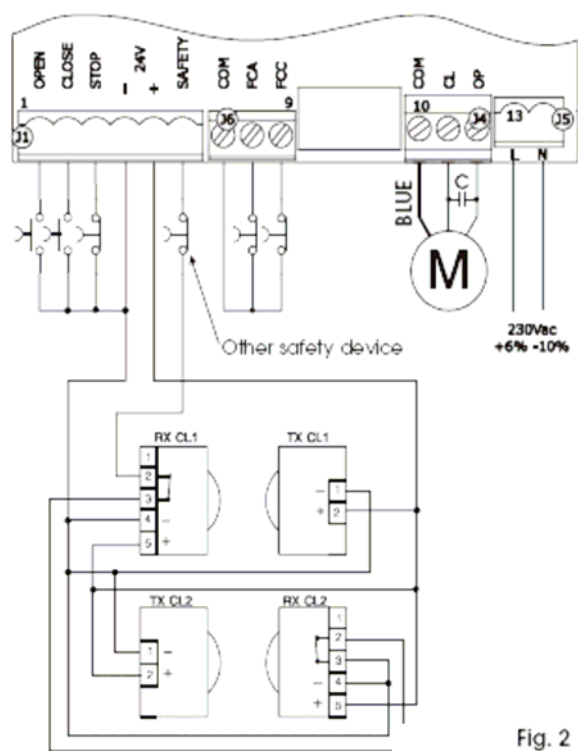 OPEN CLOSE STOP – 24V + SAFETY COM FCA FCC COM CL OP
1 9 10 13
J1 J6 J4 J5
L N
BLUE C
M
230Vac
+6% -10%
Other safety device
RX CL1 TX CL1
1
2
3
4 –
5 +
– 1
+ 2
TX CL2 RX CL2
1 –
2 +
1
2
3
– 4
+ 5
Fig. 2